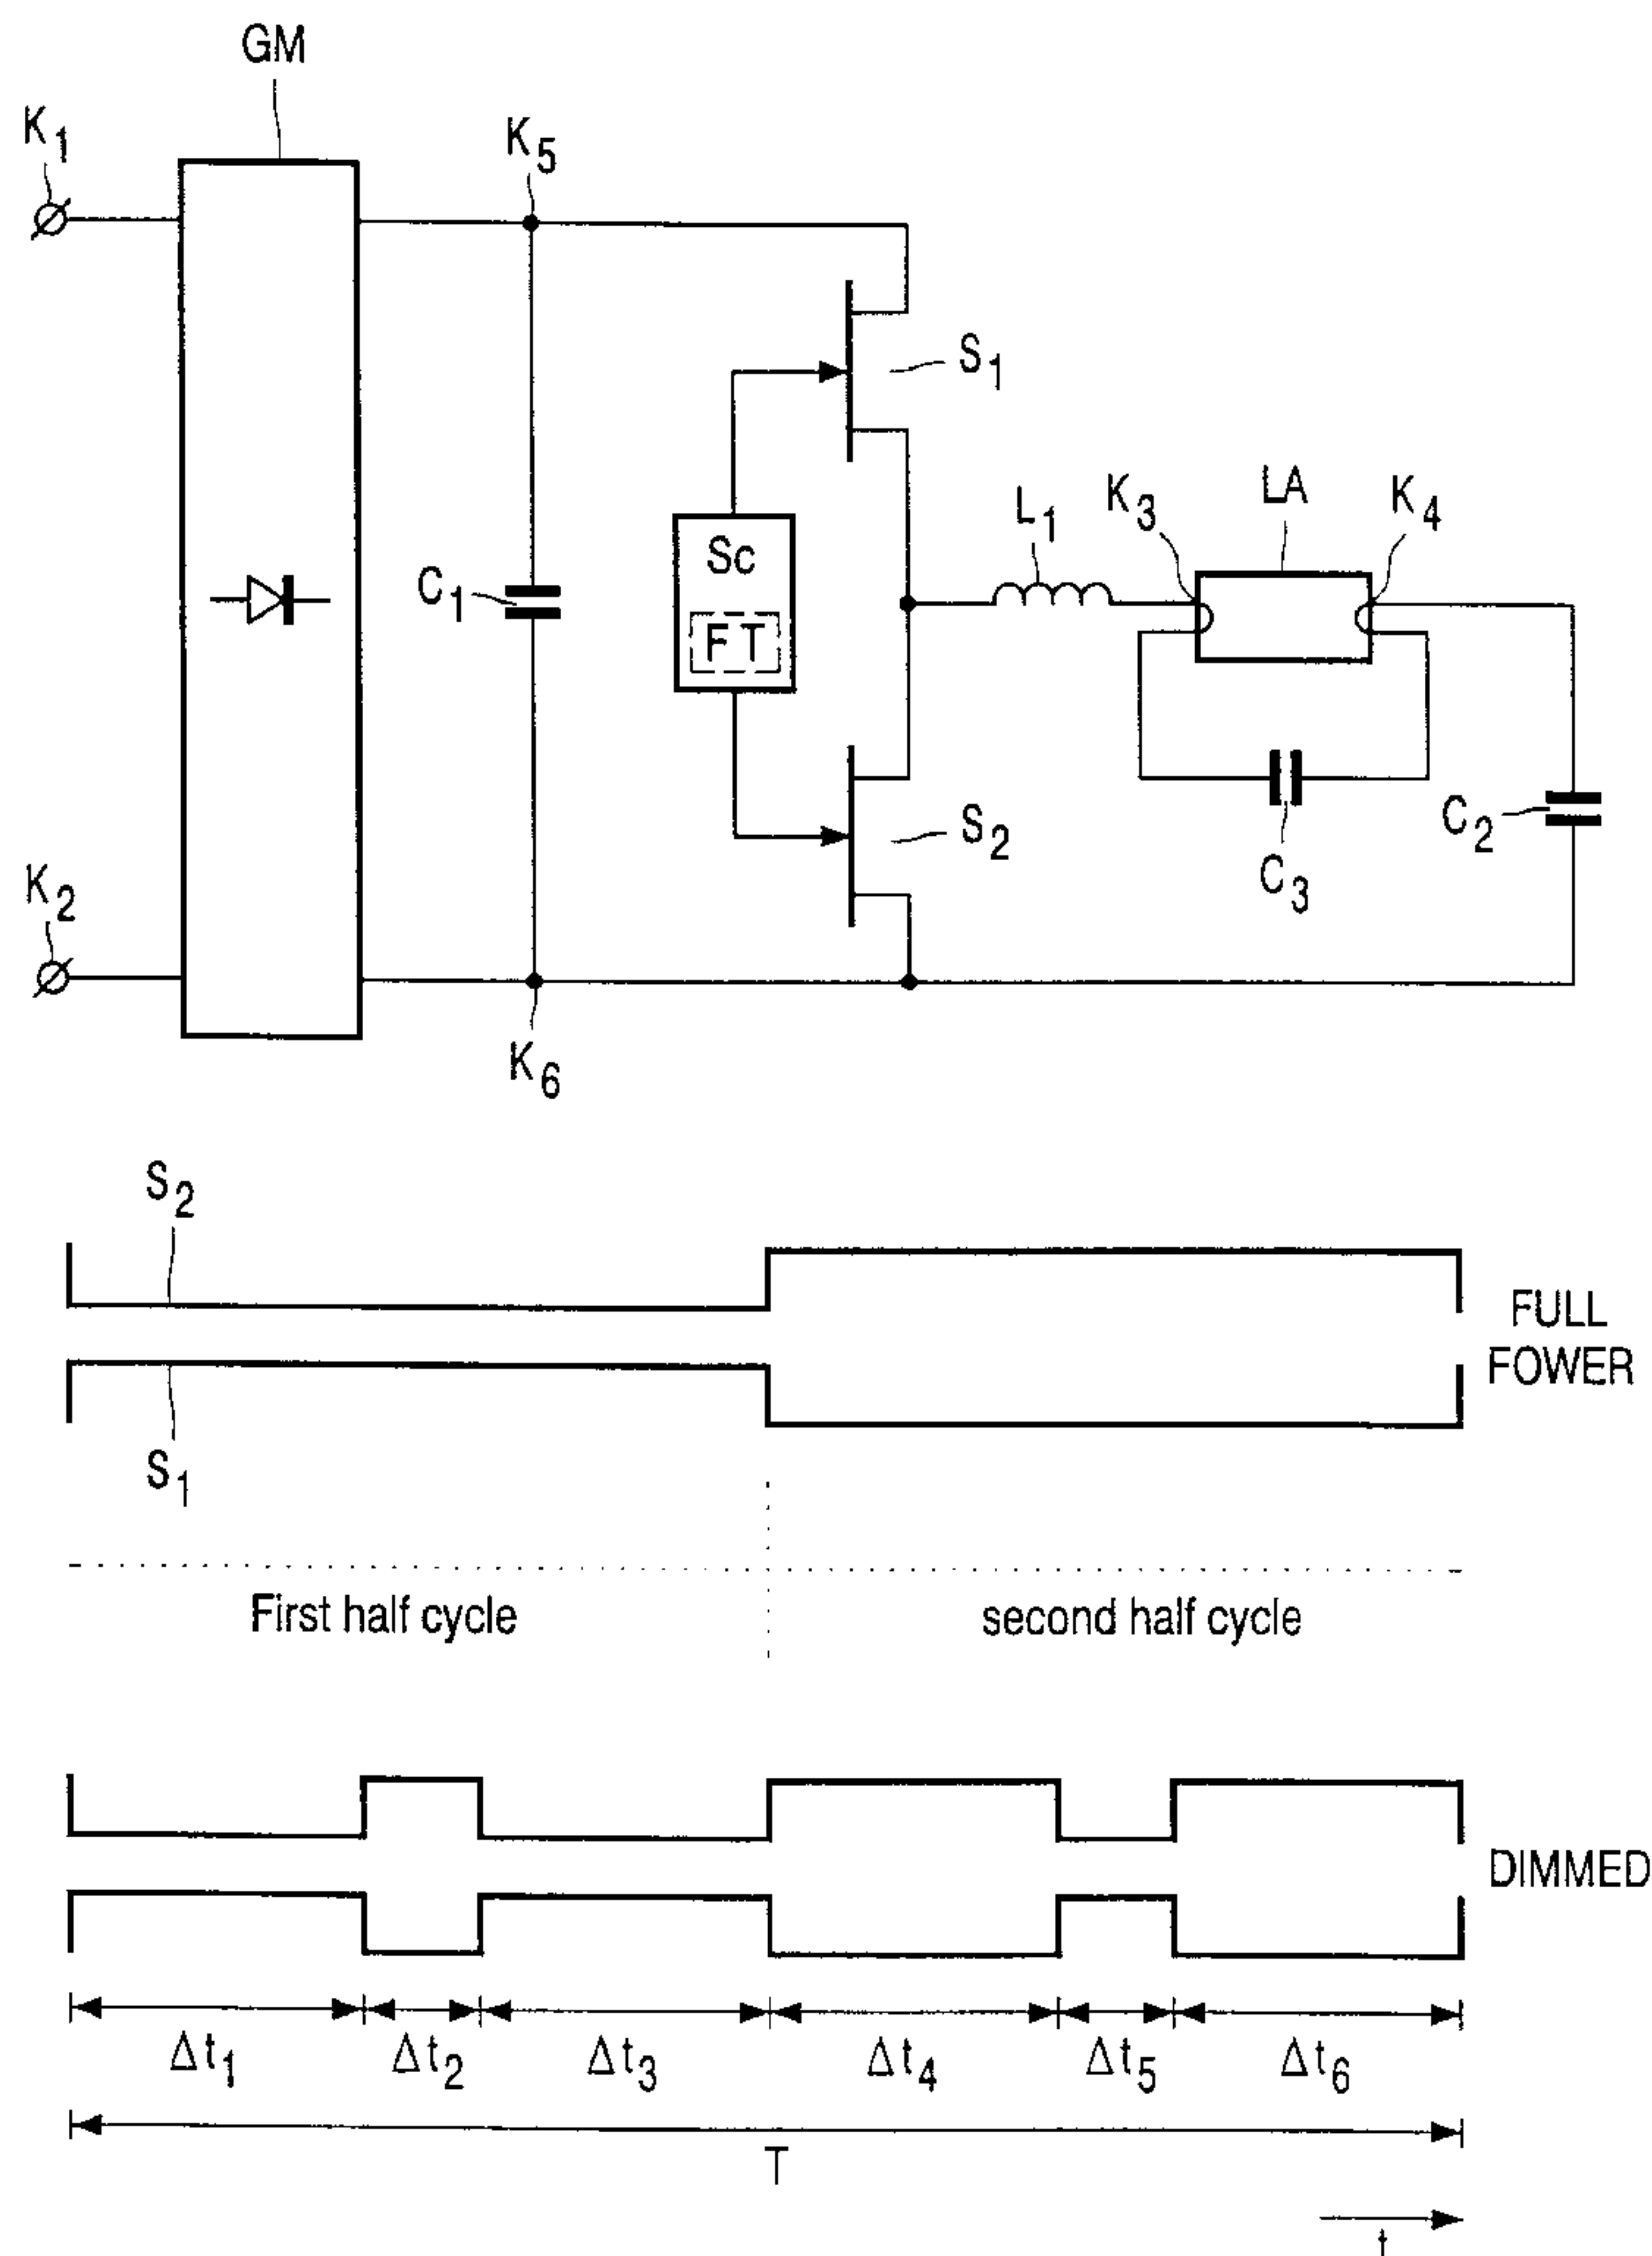 GM
K1
K5
S1
Sc
FT
C1
L1
K3
LA
K4
S2
C3
C2
K2
K6
S2
FULL
FOWER
S1
First half cycle
second half cycle
DIMMED
Δt1
Δt2
Δt3
Δt4
Δt5
Δt6
T
t